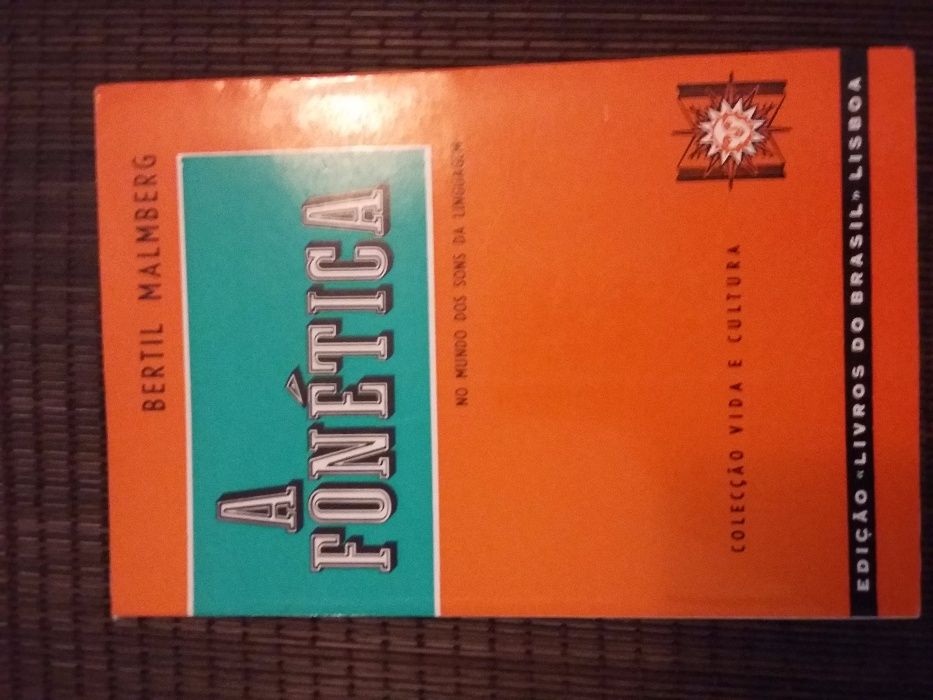 BERTIL MALMBERG
A
FONÉTICA
NO MUNDO DOS SONS DA LINGUAGEM
COLECÇÃO VIDA E CULTURA
EDIÇÃO «LIVROS DO BRASIL» LISBOA